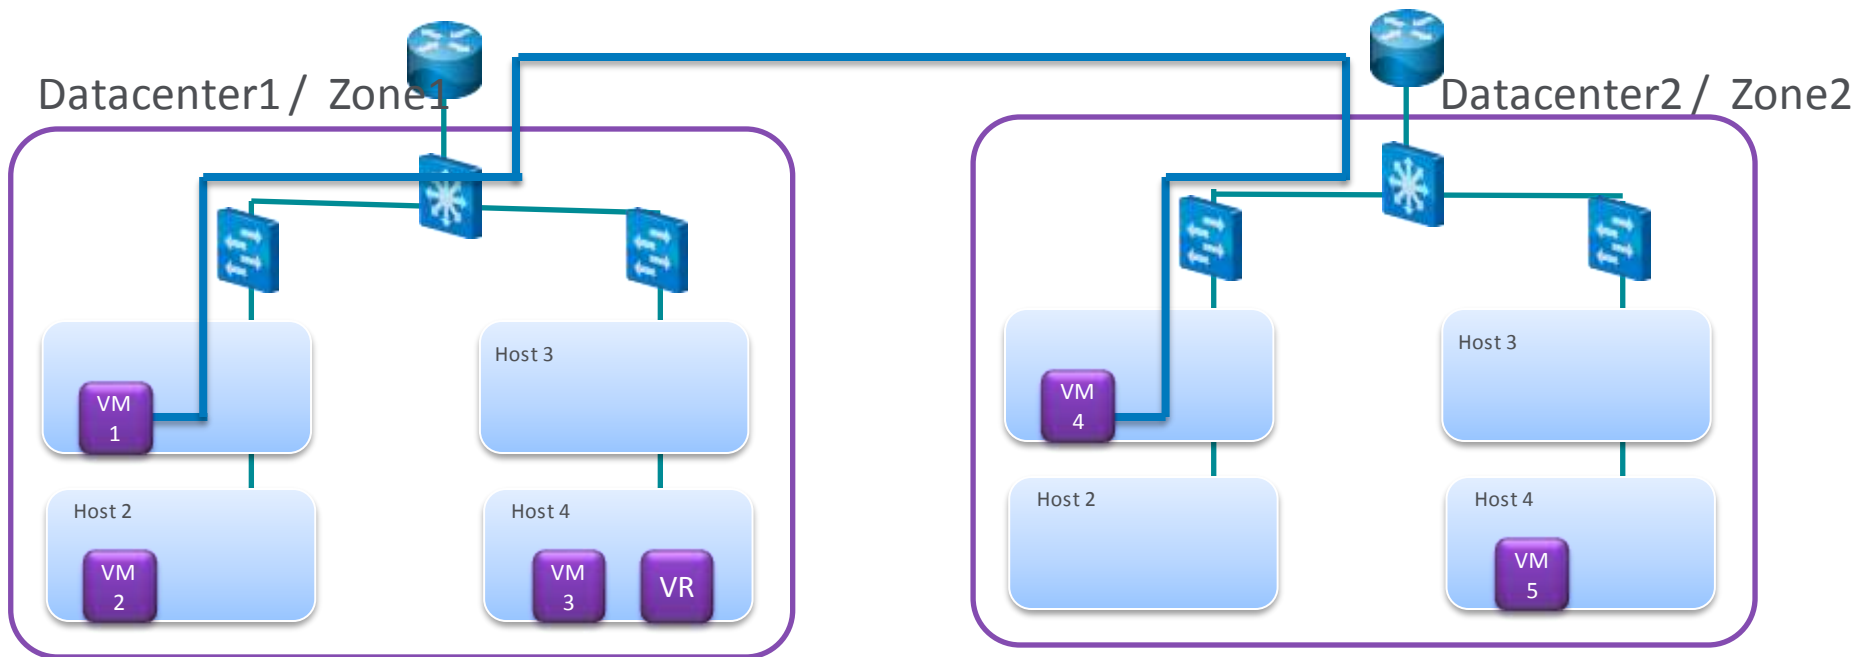 Datacenter1 / Zone1
Datacenter2 / Zone2
Host 3
VM
1
Host 2
VM
2
Host 4
VM
3
VR
Host 3
VM
4
Host 2
Host 4
VM
5